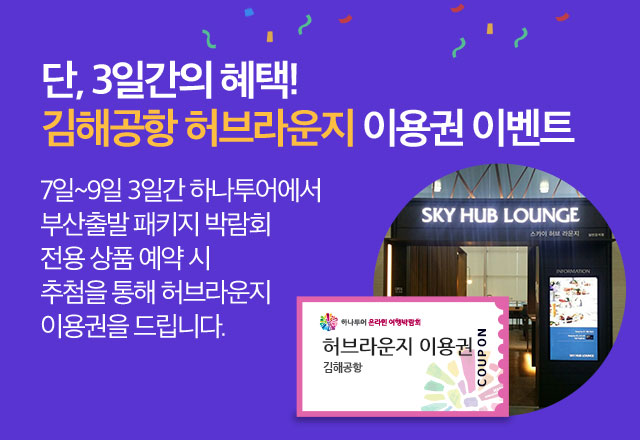 단, 3일간의 혜택!
김해공항 허브라운지 이용권 이벤트
7일~9일 3일간 하나투어에서
부산출발 패키지 박람회
전용 상품 예약 시
추첨을 통해 허브라운지
이용권을 드립니다.
SKY HUB LOUNGE
스카이 허브 라운지
INFORMATION
SKY HUB LOUNGE
하나투어 온라인 여행박람회
허브라운지 이용권
김해공항
COUPON